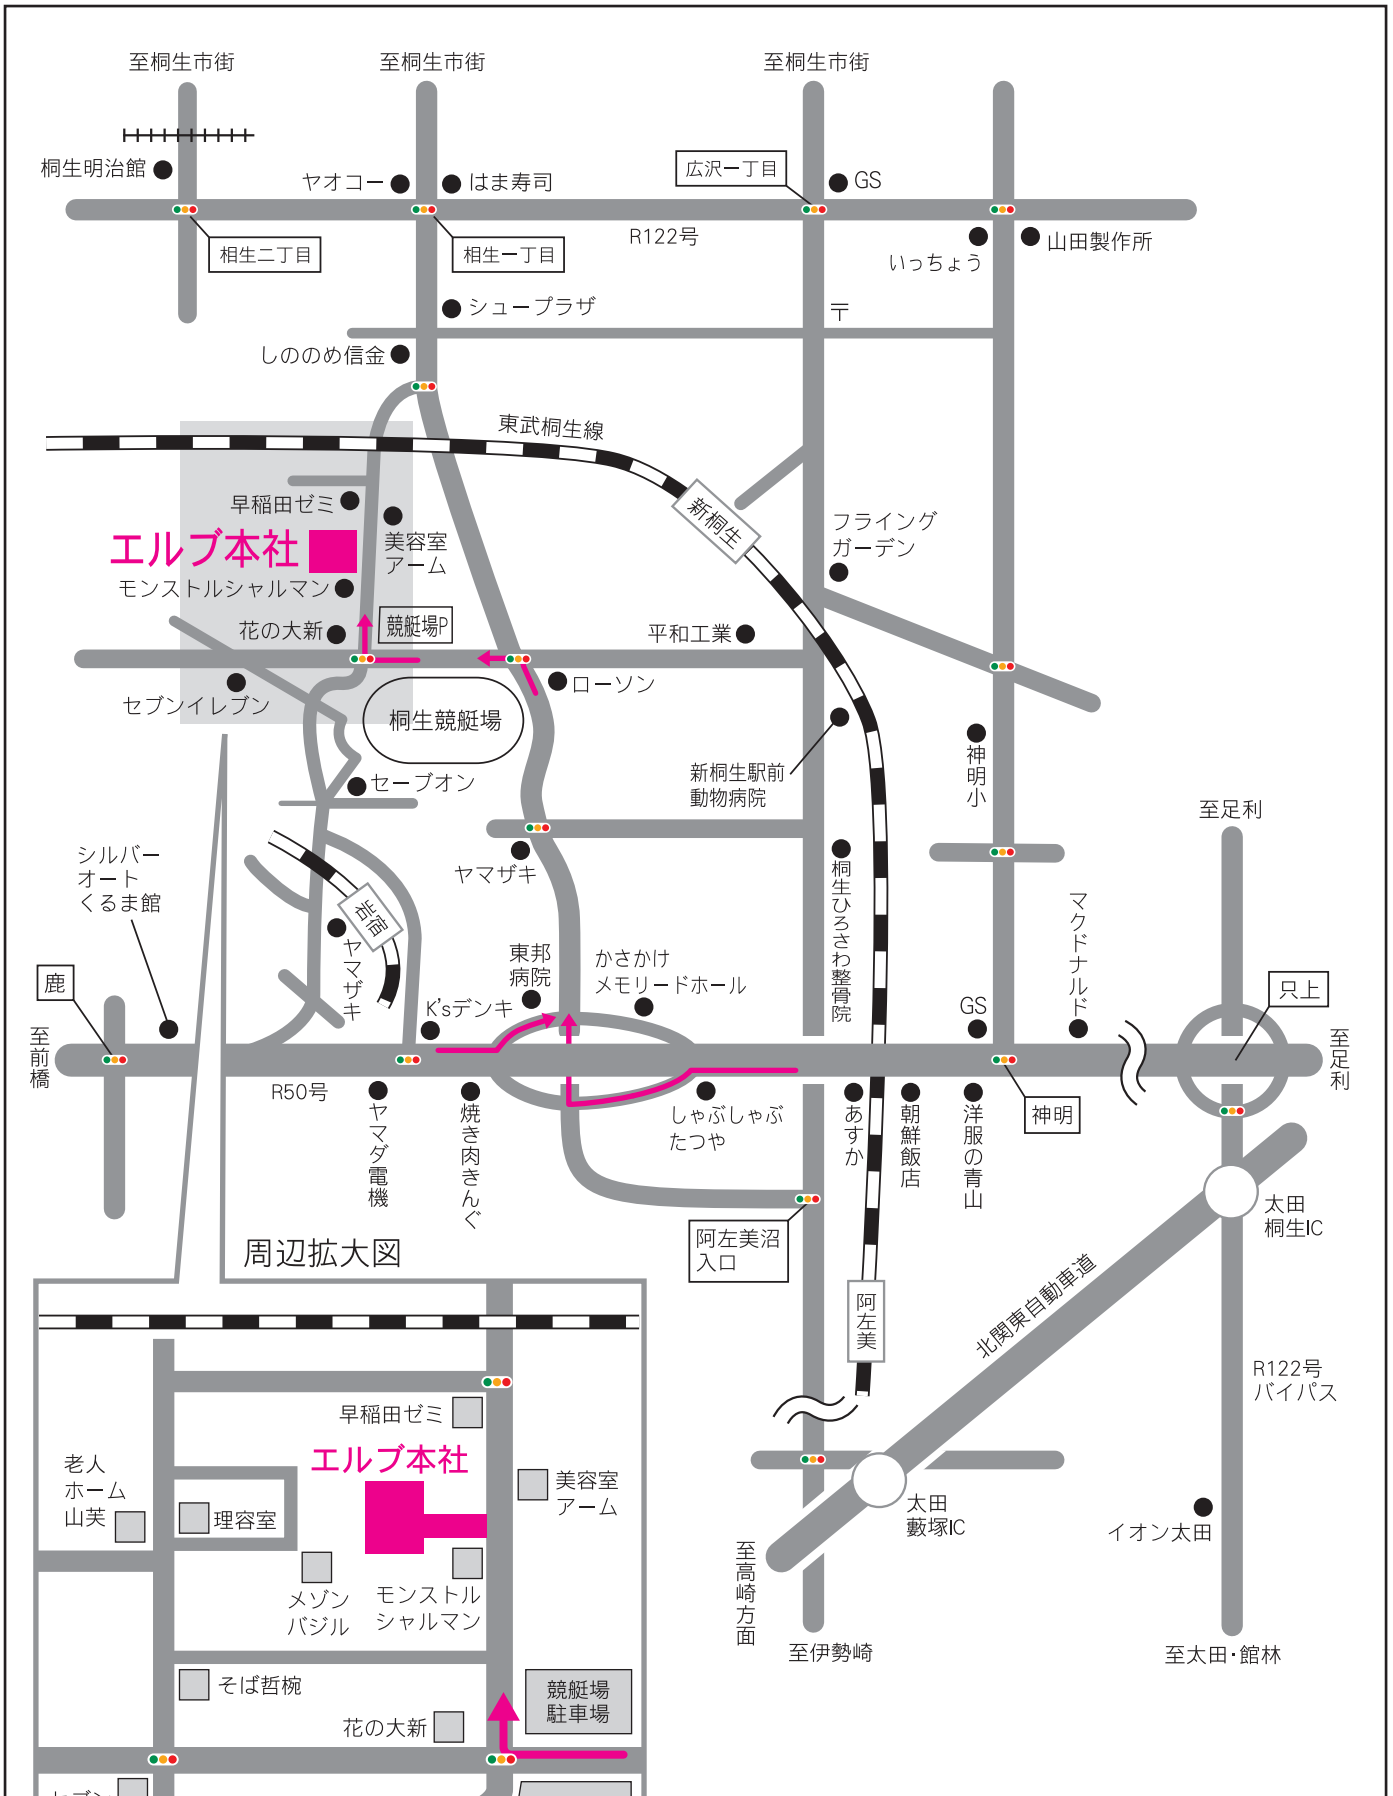 至桐生市街
至桐生市街
至桐生市街
桐生明治館
ヤオコー
はま寿司
広沢一丁目
GS
相生二丁目
相生一丁目
R122号
いっちょう
山田製作所
シュープラザ
〒
しののめ信金
東武桐生線
早稲田ゼミ
新桐生
エルブ本社
美容室
アーム
フライング
ガーデン
モンストルシャルマン
花の大新
競艇場P
平和工業
セブンイレブン
ローソン
桐生競艇場
新桐生駅前
動物病院
神明小
セーブオン
至足利
シルバー
オート
くるま館
ヤマザキ
桐生ひろさわ整骨院
マクドナルド
岩宿
ヤマザキ
東邦
病院
かさかけ
メモリードホール
鹿
K'sデンキ
GS
只上
至前橋
至足利
R50号
ヤマダ電機
焼き肉きんぐ
しゃぶしゃぶ
たつや
あすか
朝鮮飯店
洋服の青山
神明
太田
桐生IC
阿左美沼
入口
周辺拡大図
阿左美
北関東自動車道
R122号
バイパス
早稲田ゼミ
エルブ本社
老人
ホーム
山芙
理容室
美容室
アーム
太田
藪塚IC
イオン太田
メゾン
バジル
モンストル
シャルマン
至高崎方面
至伊勢崎
至太田・館林
そば哲椀
競艇場
駐車場
花の大新